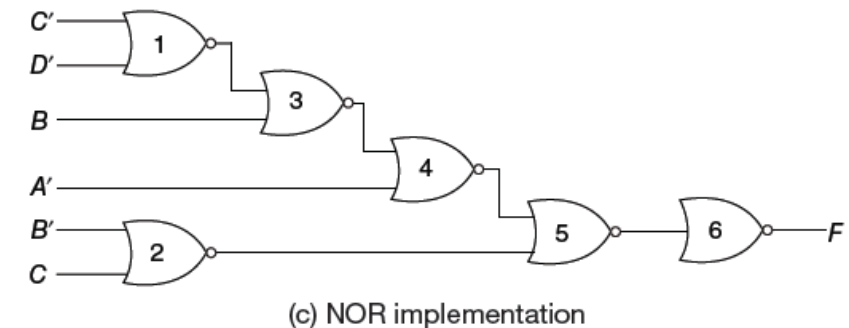 C′
1
D′
3
B
4
A′
B′
2
5
6
F
C
(c) NOR implementation